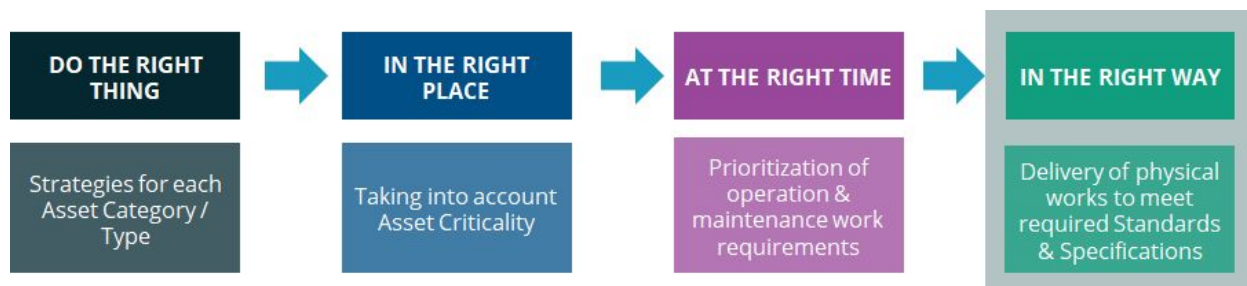 DO THE RIGHT
THING
Strategies for each
Asset Category /
Type
IN THE RIGHT
PLACE
Taking into account
Asset Criticality
AT THE RIGHT TIME
Prioritization of
operation &
maintenance work
requirements
IN THE RIGHT WAY
Delivery of physical
works to meet
required Standards
& Specifications